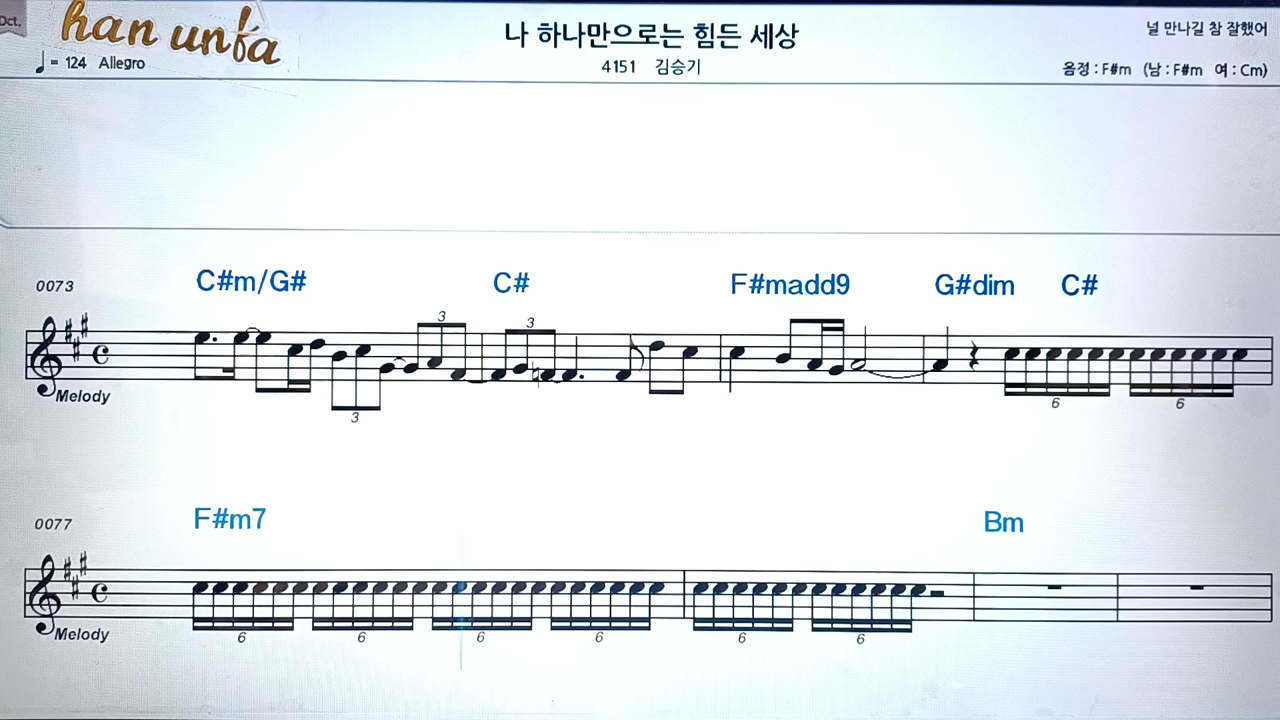 Oct.
han unfa
♩= 124 Allegro
나 하나만으로는 힘든 세상
4151 김승기
널 만나길 참 잘했어
음정 : F#m (남 : F#m 여 : Cm)
0073
C#m/G# C# F#madd9 G#dim C#
3 3 3 6 6
Melody
0077
F#m7 Bm
6 6 6 6 6 6
Melody